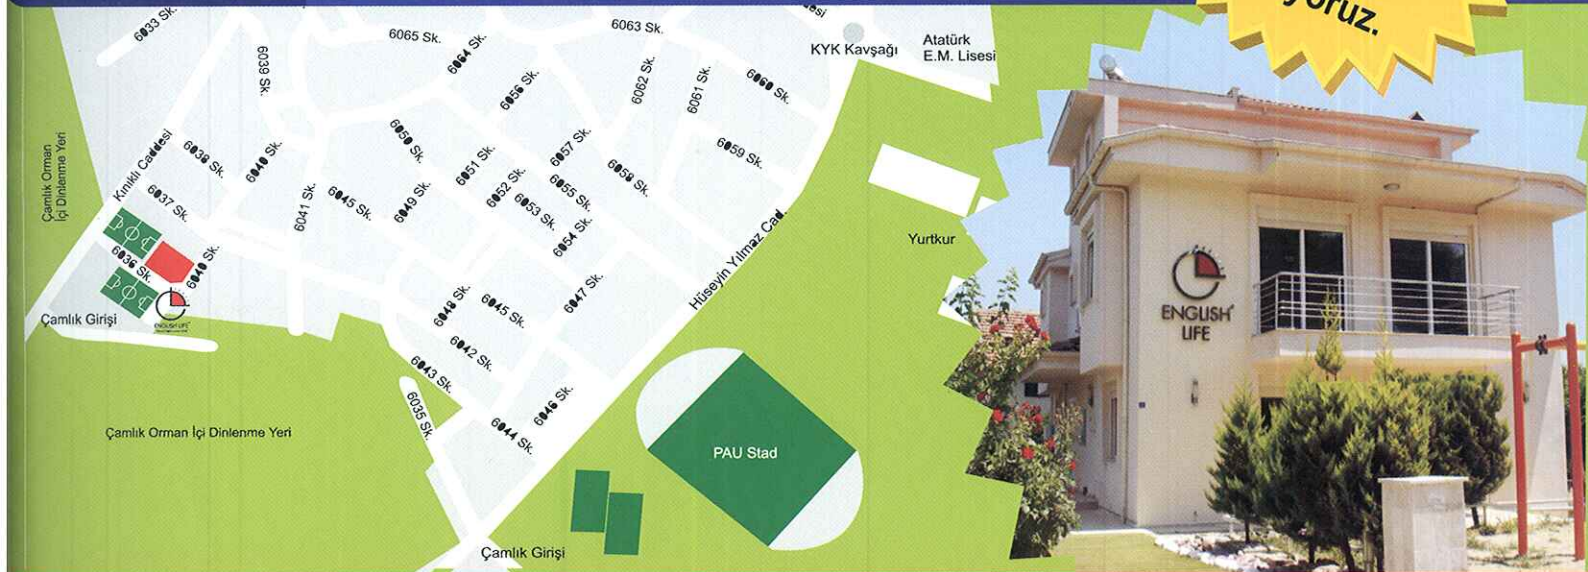 yoruz.
6033 Sk.
6039 Sk.
6065 Sk.
6064 Sk.
6063 Sk.
6062 Sk.
6061 Sk.
6060 Sk.
6056 Sk.
KYK Kavşağı
Atatürk
E.M. Lisesi
Çamlık Orman
İçi Dinlenme Yeri
Kınıklı Caddesi
6038 Sk.
6040 Sk.
6037 Sk.
6041 Sk.
6045 Sk.
6050 Sk.
6049 Sk.
6051 Sk.
6052 Sk.
6053 Sk.
6057 Sk.
6055 Sk.
6058 Sk.
6059 Sk.
6054 Sk.
Yurtkur
Hüseyin Yılmaz Cad.
6036 Sk.
6040 Sk.
ENGLISH LIFE
Çamlık Girişi
6048 Sk.
6045 Sk.
6047 Sk.
6042 Sk.
6043 Sk.
6035 Sk.
6046 Sk.
6044 Sk.
Çamlık Orman İçi Dinlenme Yeri
PAU Stad
Çamlık Girişi
ENGLISH
LIFE